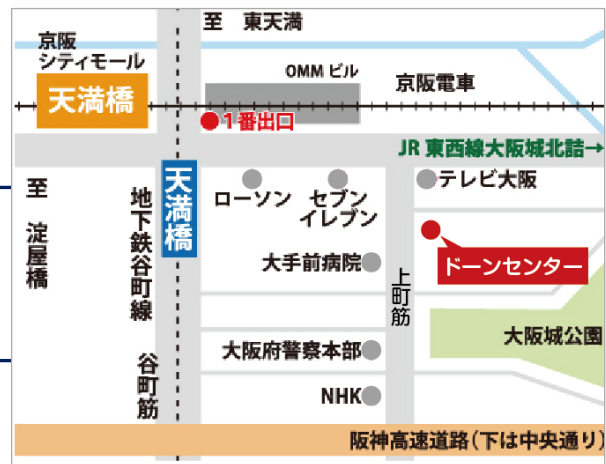 至 東天満
京阪
シティモール
天満橋
OMM ビル
京阪電車
1番出口
JR 東西線大阪城北詰→
至 淀屋橋
地下鉄谷町線
天満橋
ローソン
セブン
イレブン
テレビ大阪
ドーンセンター
大手前病院
上町筋
大阪城公園
大阪府警察本部
谷町筋
NHK
阪神高速道路(下は中央通り)